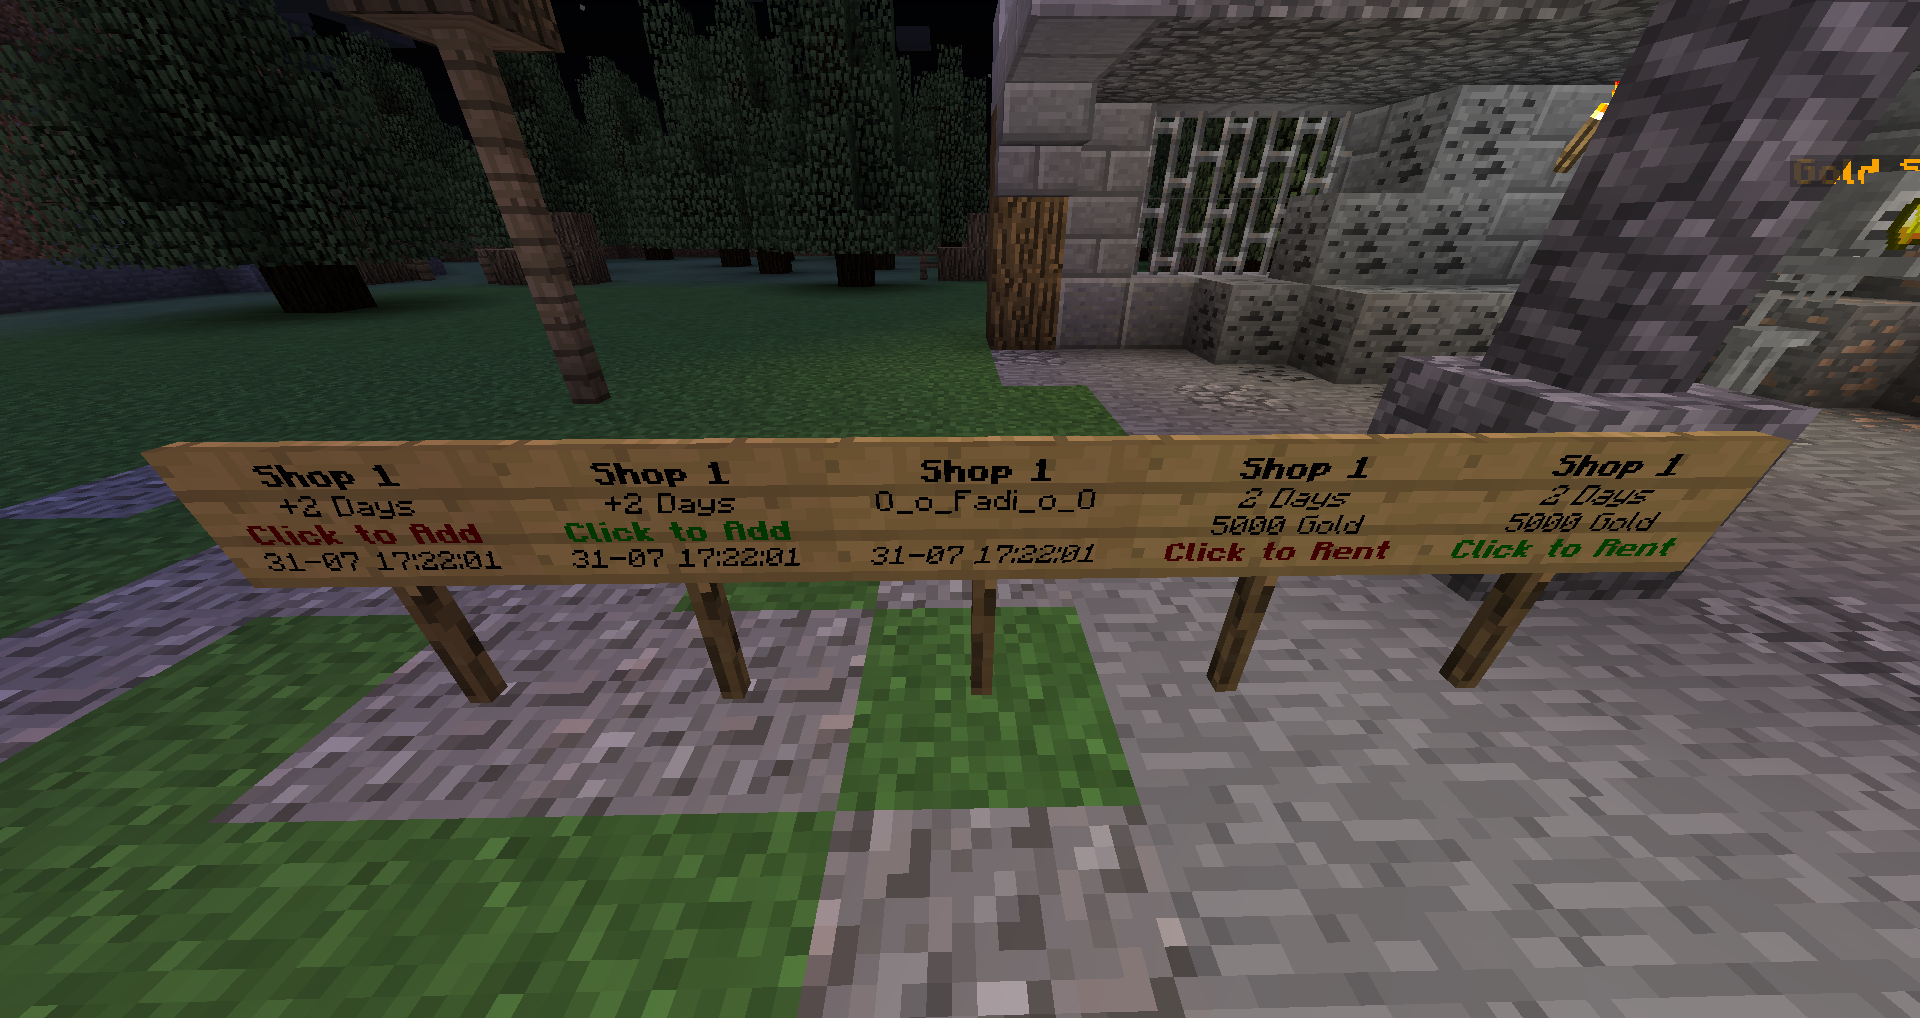 Shop 1
+2 Days
Click to Add
31-07 17:22:01
Shop 1
+2 Days
Click to Add
31-07 17:22:01
Shop 1
O_o_Fadi_o_O
31-07 17:22:01
Shop 1
2 Days
5000 Gold
Click to Rent
Shop 1
2 Days
5000 Gold
Click to Rent
Gold